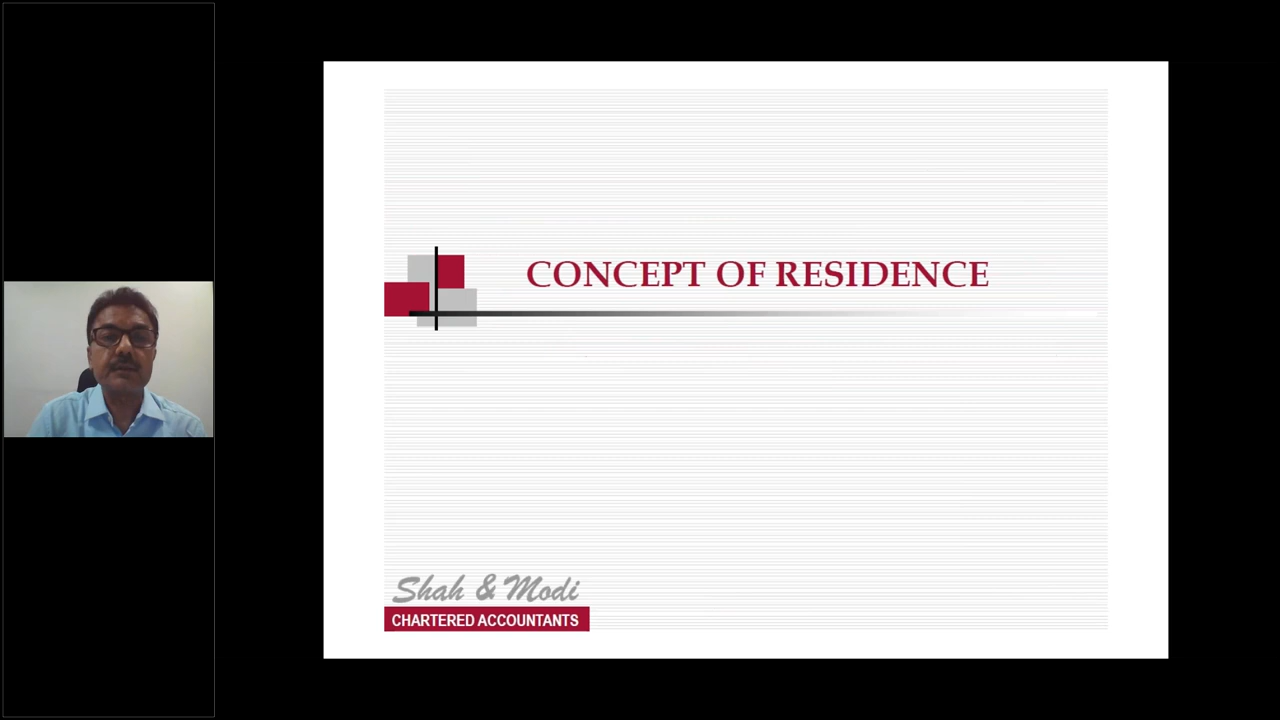 CONCEPT OF RESIDENCE
Shah & Modi
CHARTERED ACCOUNTANTS